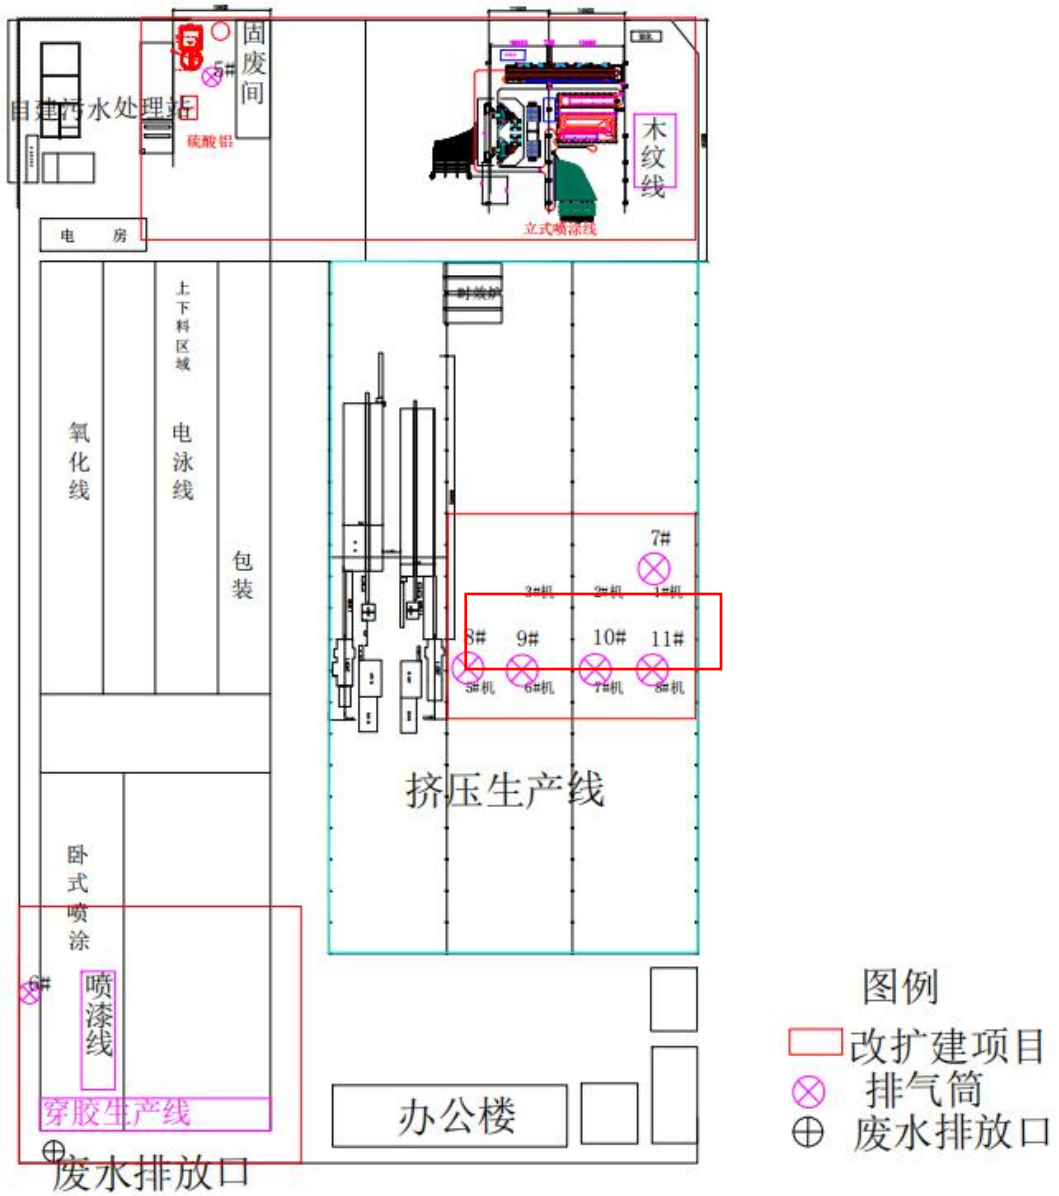 固废间
5#
自建污水处理站
硫酸铝
木纹线
立式喷涂线
电 房
时效炉
上下料区域
氧化线
电泳线
包装
7#
3#机
2#机
1#机
8#
9#
10#
11#
5#机
6#机
7#机
8#机
挤压生产线
卧式喷涂
6#
喷漆线
穿胶生产线
废水排放口
办公楼
图例
改扩建项目
排气筒
废水排放口